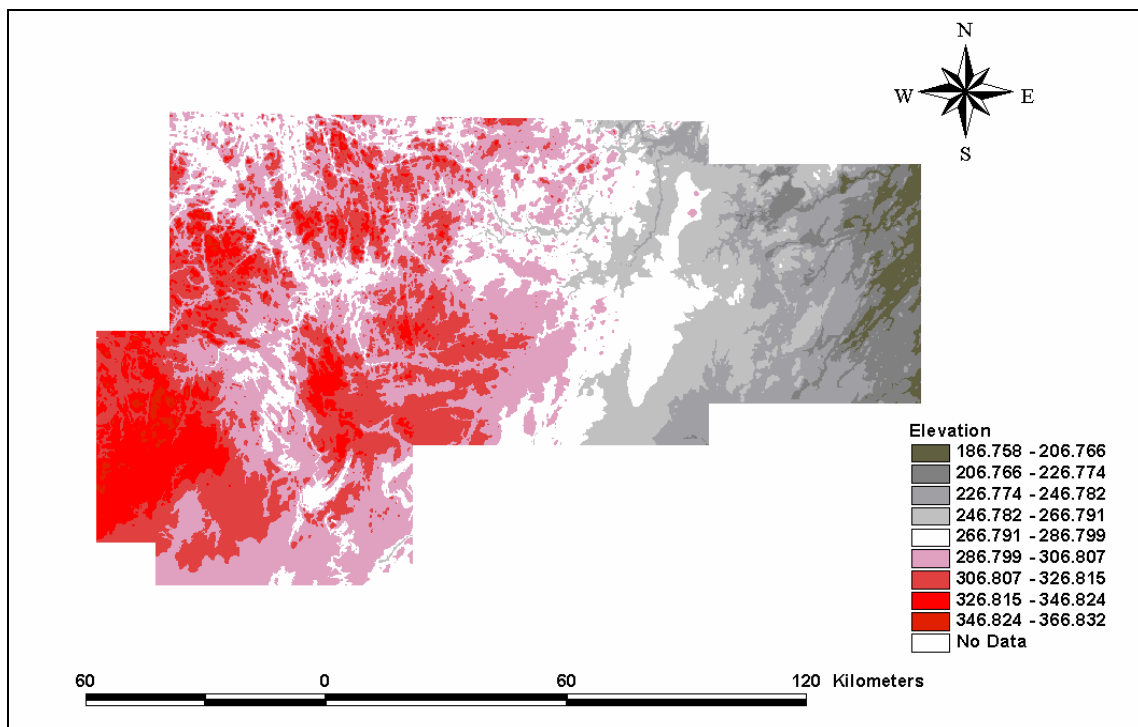 N
W E
S
Elevation
186.758 - 206.766
206.766 - 226.774
226.774 - 246.782
246.782 - 266.791
266.791 - 286.799
286.799 - 306.807
306.807 - 326.815
326.815 - 346.824
346.824 - 366.832
No Data
60 0 60 120 Kilometers